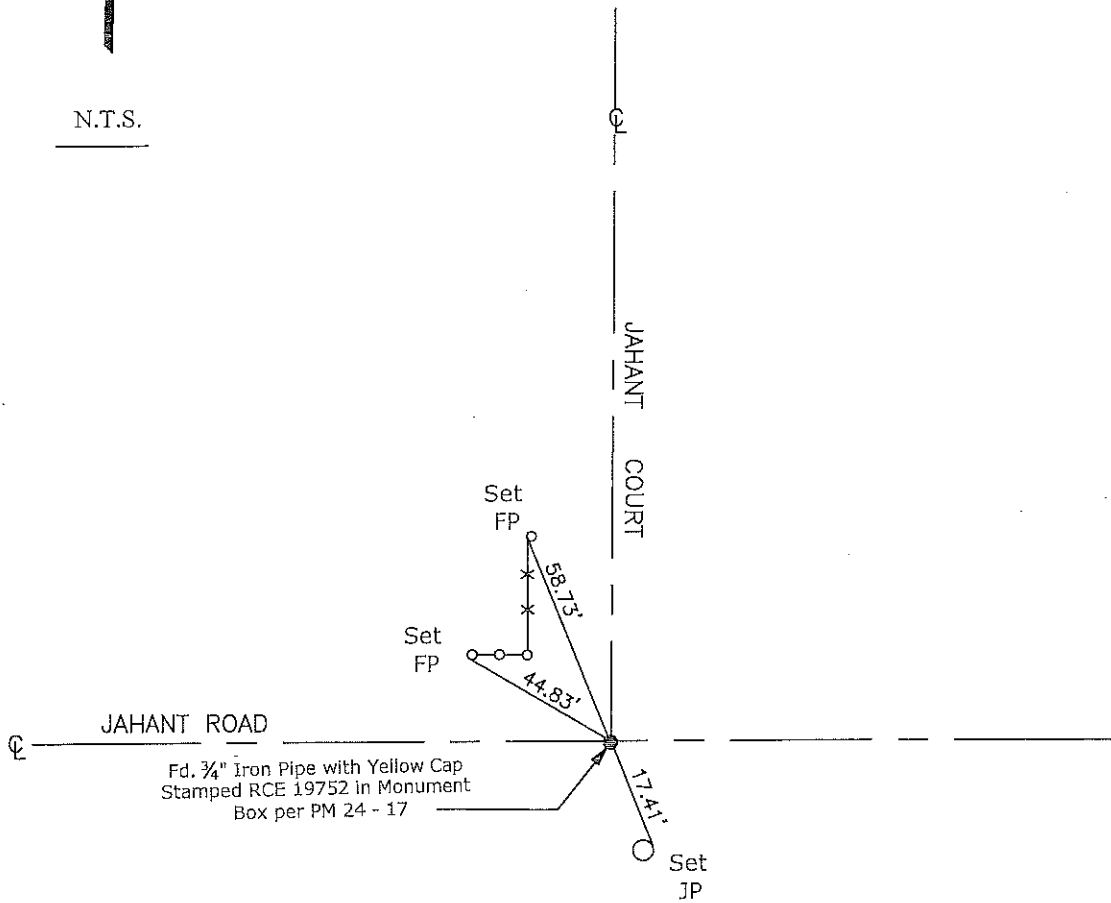 N.T.S.
℄
JAHANT COURT
Set
FP
58.73'
Set
FP
44.83'
JAHANT ROAD
℄
Fd. ¾" Iron Pipe with Yellow Cap
Stamped RCE 19752 in Monument
Box per PM 24 - 17
17.41'
Set
JP